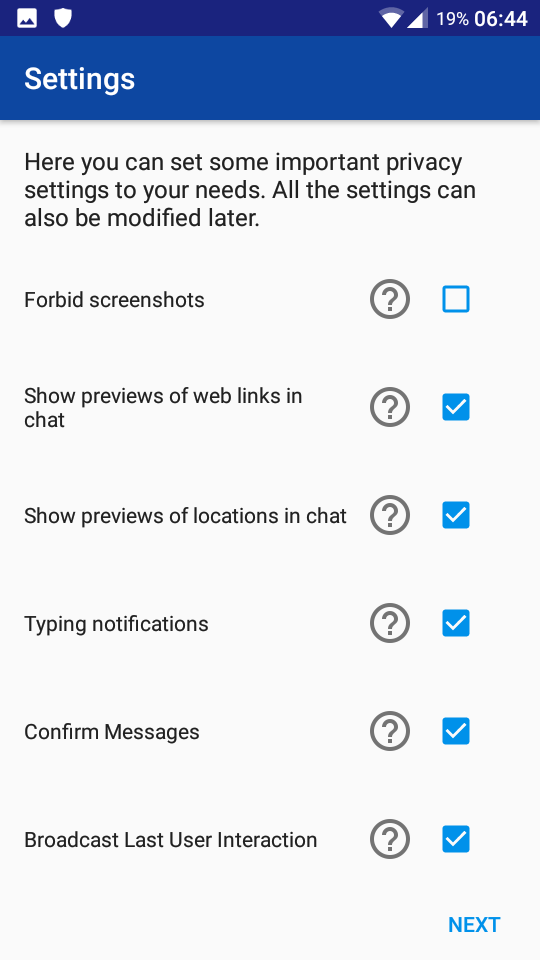 19% 06:44
Settings
Here you can set some important privacy
settings to your needs. All the settings can
also be modified later.
Forbid screenshots
Show previews of web links in
chat
Show previews of locations in chat
Typing notifications
Confirm Messages
Broadcast Last User Interaction
NEXT